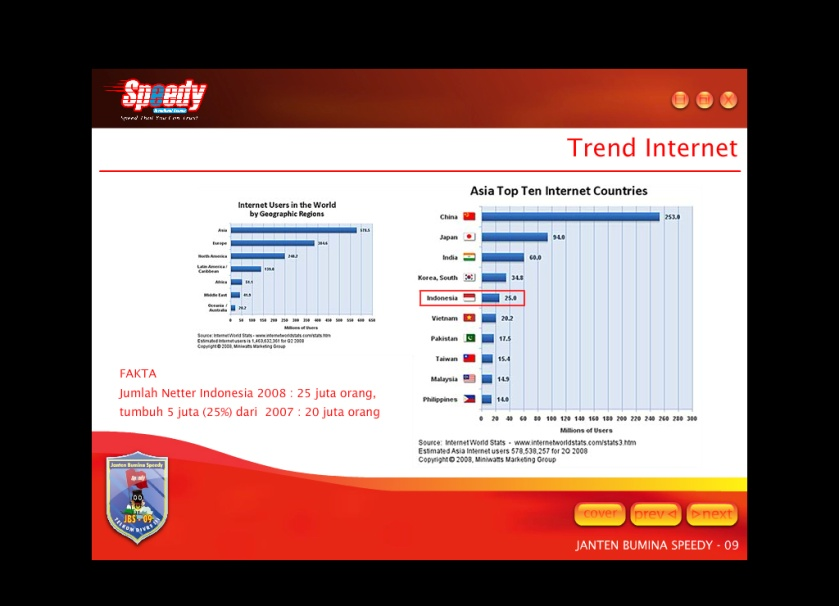 Speedy
Speed That You Can Trust
Trend Internet
Internet Users in the World
by Geographic Regions
Asia 578.5
Europe 384.6
North America 248.2
Latin America /
Caribbean
Africa
Middle East
Oceania /
Australia 20.2
0 50 100 150 200 250 300 350 400 450 500 550 600 650
Millions of Users
Source: Internet World Stats - www.internetworldstats.com/stats.htm
Estimated Internet users is 1,463,632,361 for Q2 2008
Copyright © 2008, Miniwatts Marketing Group
FAKTA
Jumlah Netter Indonesia 2008 : 25 juta orang,
tumbuh 5 juta (25%) dari 2007 : 20 juta orang
Asia Top Ten Internet Countries
China 253.0
Japan 94.0
India 60.0
Korea, South 34.8
Indonesia 25.0
Vietnam 20.2
Pakistan 17.5
Taiwan 15.4
Malaysia 14.9
Philippines 14.0
0 20 40 60 80 100 120 140 160 180 200 220 240 260 280 300
Millions of Users
Source: Internet World Stats - www.internetworldstats.com/stats3.htm
Estimated Asia Internet users 578,538,257 for 2Q 2008
Copyright © 2008, Miniwatts Marketing Group
Janten Bumina Speedy
JBS - 09
cover prev next
JANTEN BUMINA SPEEDY - 09